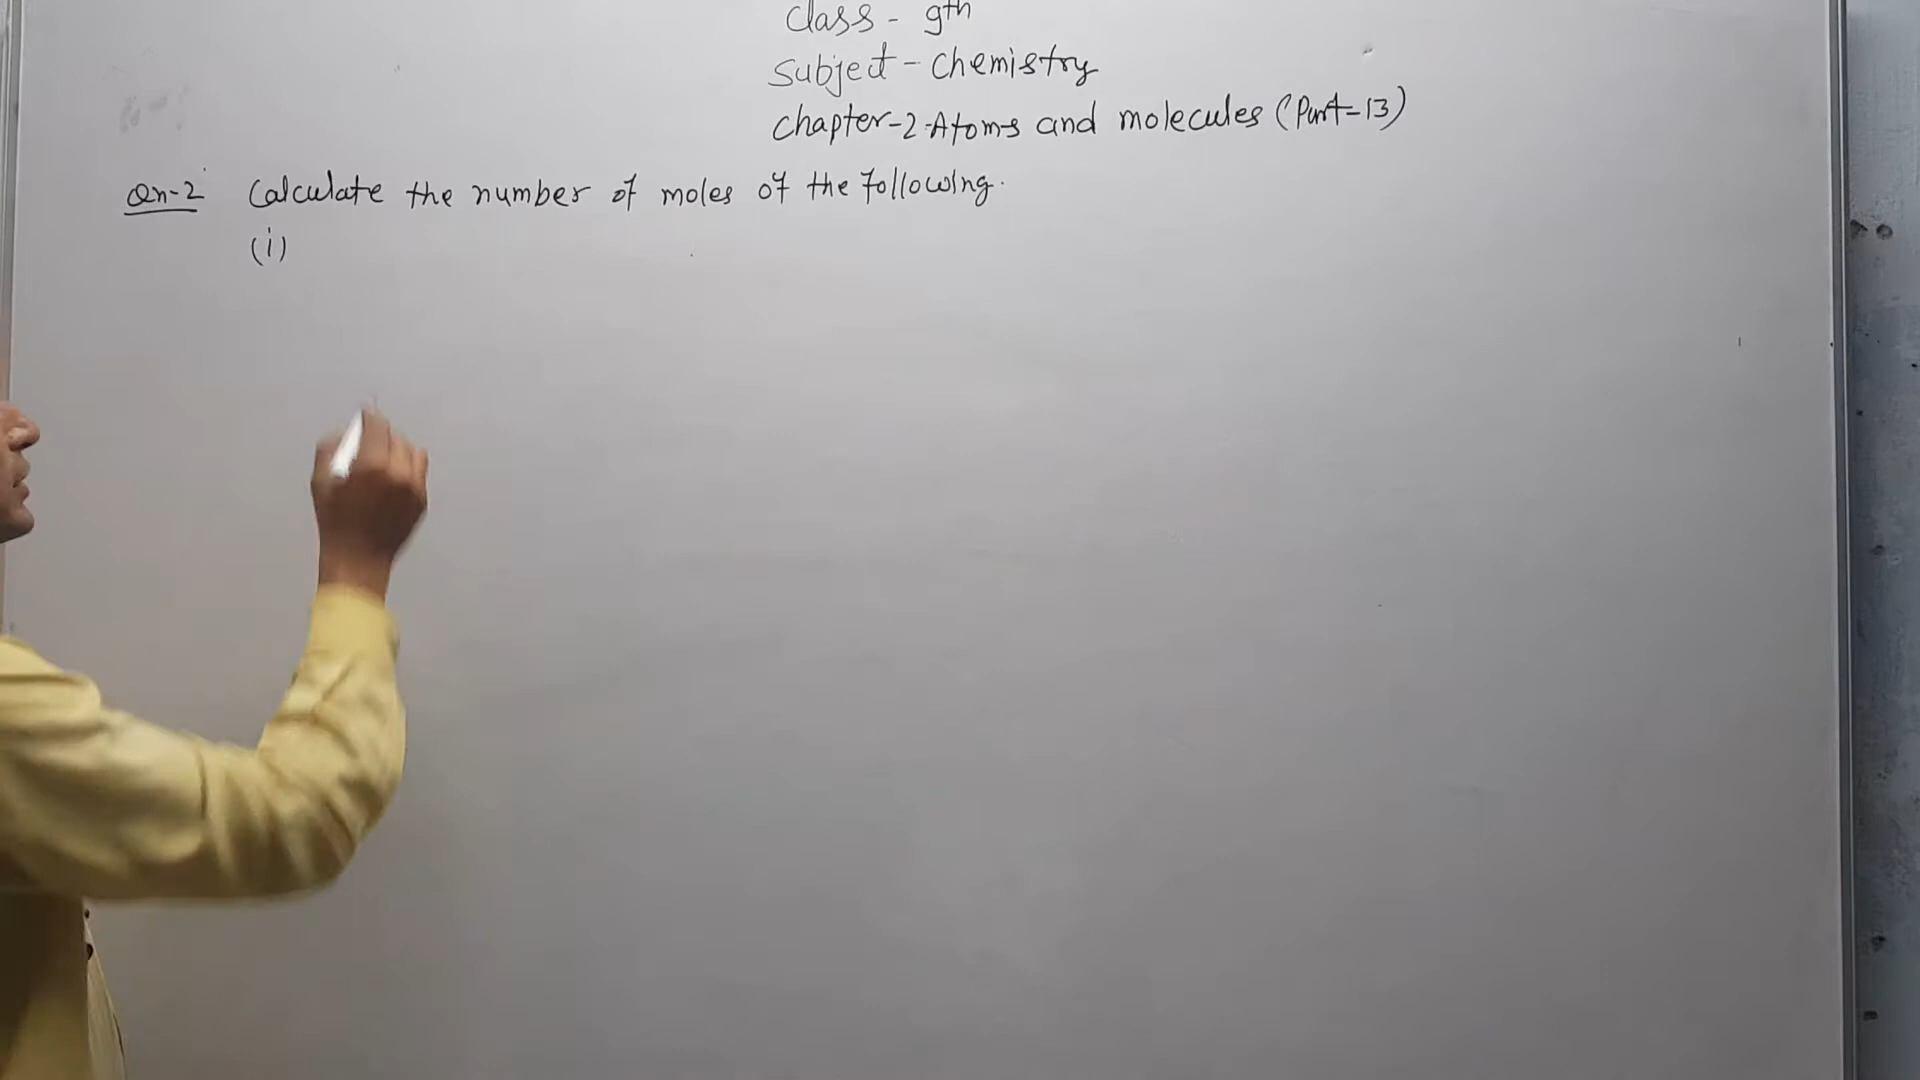 Class - 9th
Subject - Chemistry
Chapter-2-Atoms and molecules (Part-13)
Qn-2 Calculate the number of moles of the following.
(i)